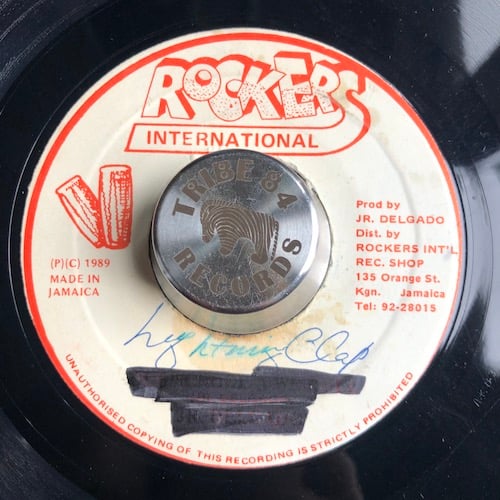 ROCKERS
INTERNATIONAL
TRIBE 84
RECORDS
(P)(C) 1989
MADE IN
JAMAICA
Prod by
JR. DELGADO
Dist. by
ROCKERS INT'L
REC. SHOP
135 Orange St.
Kgn. Jamaica
Tel: 92-28015
Lightning Clap
UNAUTHORISED COPYING OF THIS RECORDING IS STRICTLY PROHIBITED